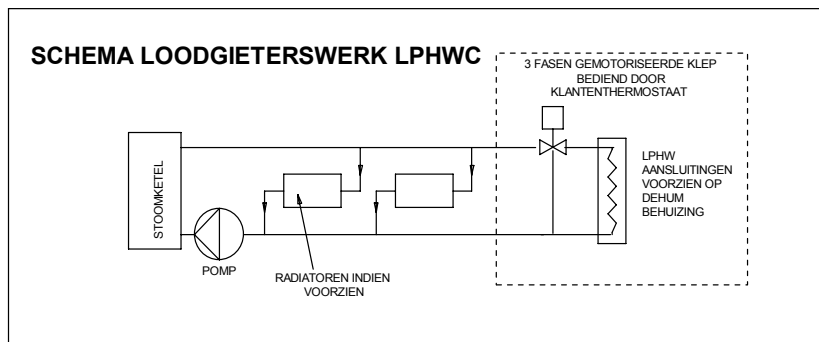 SCHEMA LOODGIETERSWERK LPHWC
3 FASEN GEMOTORISEERDE KLEP
BEDIEND DOOR
KLANTENTHERMOSTAAT
STOOMKETEL
POMP
RADIATOREN INDIEN
VOORZIEN
LPHW
AANSLUITINGEN
VOORZIEN OP
DEHUM
BEHUIZING